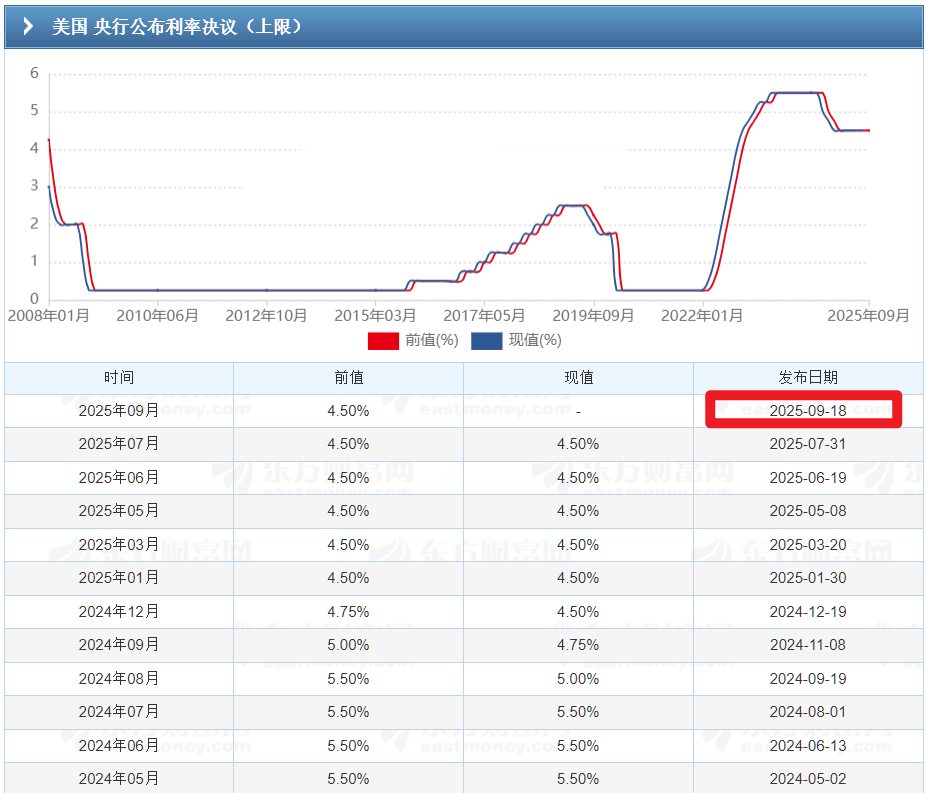 美国 央行公布利率决议（上限）
6
5
4
3
2
1
0
2008年01月 2010年06月 2012年10月 2015年03月 2017年05月 2019年09月 2022年01月 2025年09月
前值(%) 现值(%)
时间 前值 现值 发布日期
2025年09月 4.50% - 2025-09-18
2025年07月 4.50% 4.50% 2025-07-31
2025年06月 4.50% 4.50% 2025-06-19
2025年05月 4.50% 4.50% 2025-05-08
2025年03月 4.50% 4.50% 2025-03-20
2025年01月 4.50% 4.50% 2025-01-30
2024年12月 4.75% 4.50% 2024-12-19
2024年09月 5.00% 4.75% 2024-11-08
2024年08月 5.50% 5.00% 2024-09-19
2024年07月 5.50% 5.50% 2024-08-01
2024年06月 5.50% 5.50% 2024-06-13
2024年05月 5.50% 5.50% 2024-05-02
东方财富网
eastmoney.com